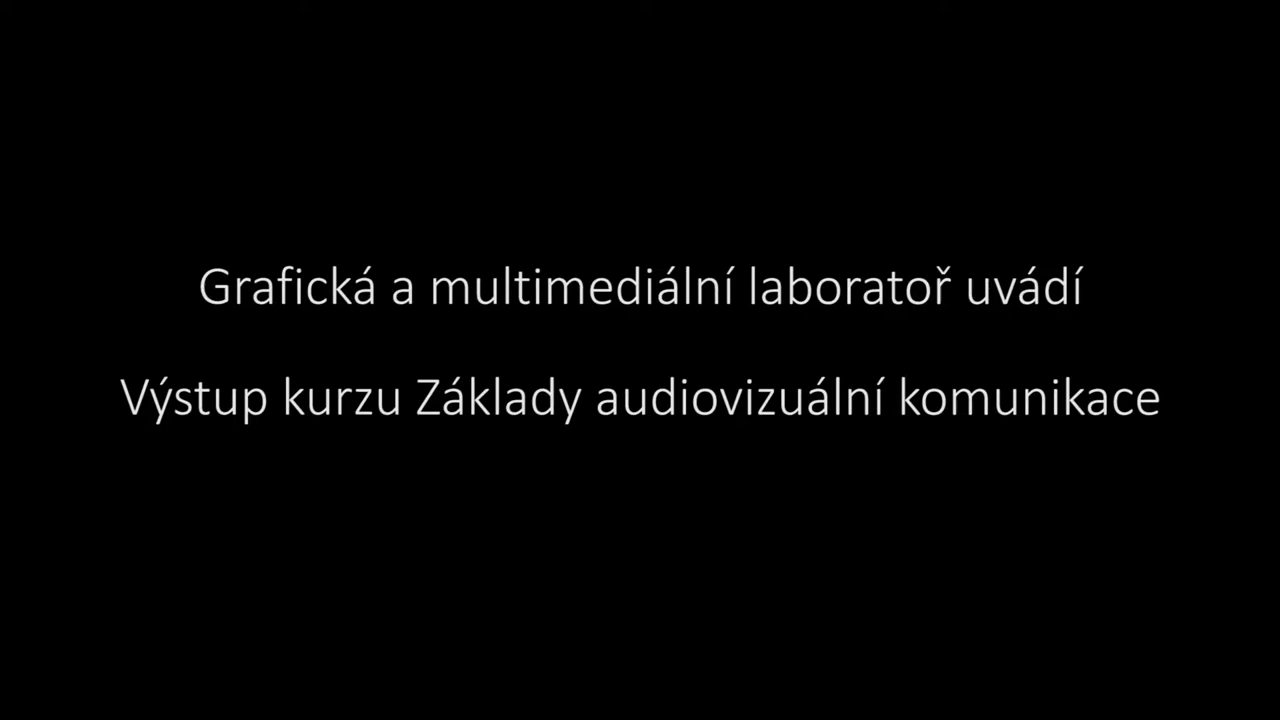 Grafická a multimediální laboratoř uvádí
Výstup kurzu Základy audiovizuální komunikace